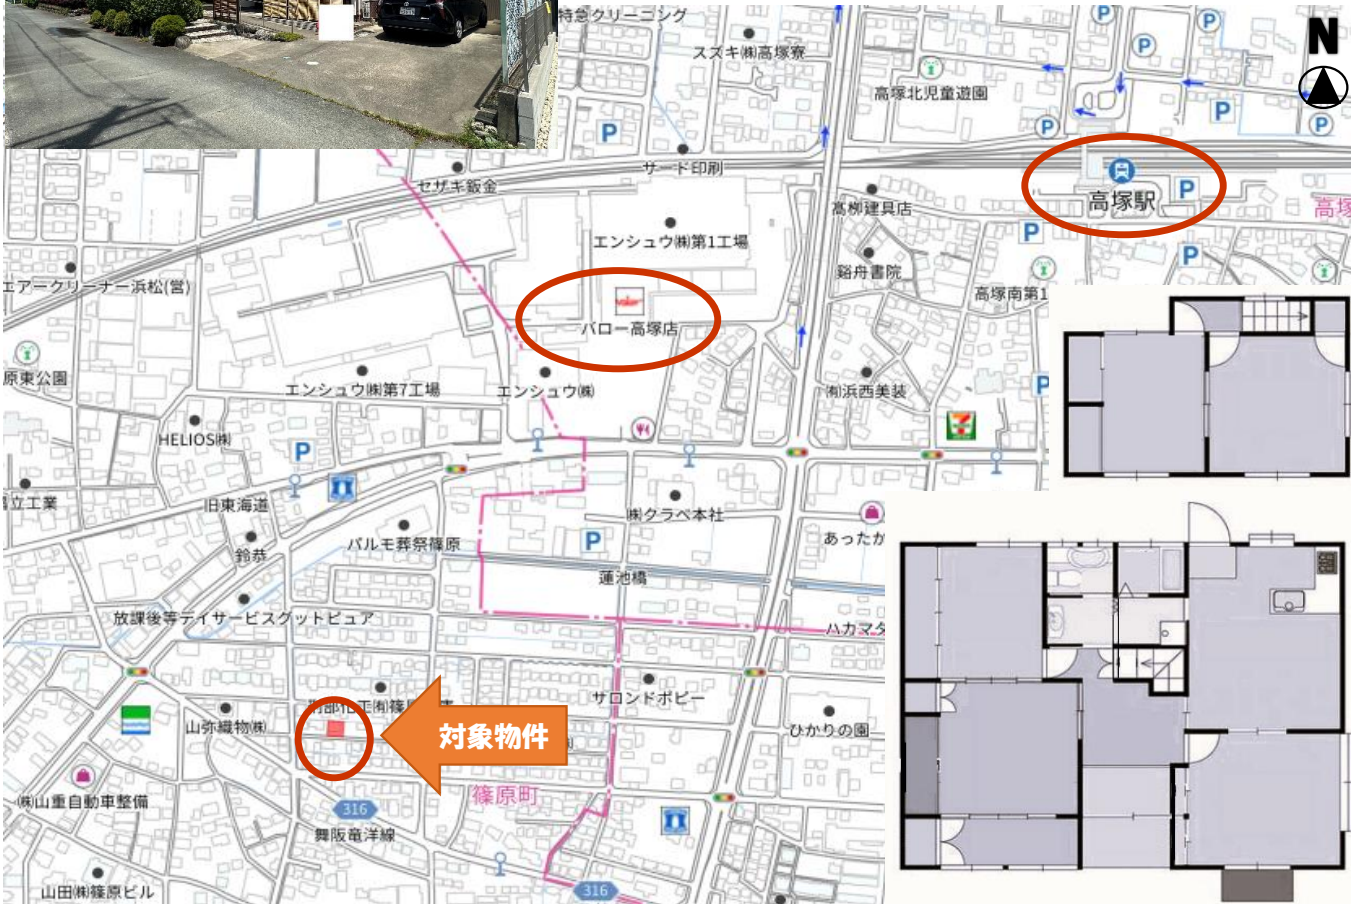 特急クリーニング
スズキ㈱高塚寮
高塚北児童遊園
N
P
P
P
P
P
P
P
サード印刷
セザキ鈑金
高塚駅
P
高塚
髙栁建具店
P
エンシュウ㈱第1工場
P
谿舟書院
エアークリーナー浜松(営)
高塚南第1
Valor
バロー高塚店
原東公園
エンシュウ㈱第7工場
エンシュウ㈱
㈲浜西美装
P
HELIOS㈱
P
旧東海道
㈱クラベ本社
鈴恭
パルモ葬祭篠原
P
あったか
蓮池橋
放課後等デイサービスグットピュア
ハカマタ
サロンドポピー
山弥織物㈱
対象物件
ひかりの園
㈱山重自動車整備
篠原町
316
舞阪竜洋線
山田㈱篠原ビル
316